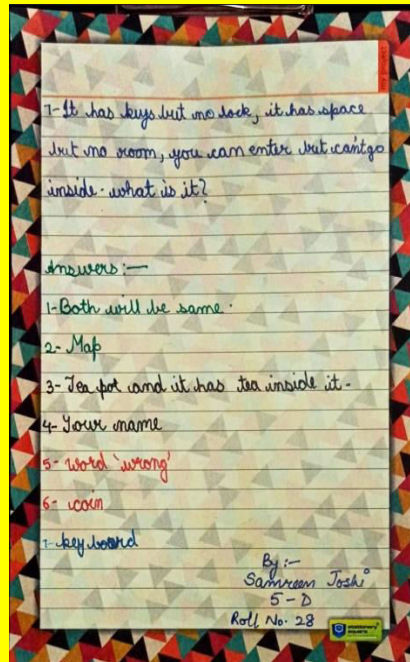 my project
7- It has keys but no lock, it has space
but no room, you can enter but can't go
inside. what is it?
Answers:-
1- Both will be same.
2- Map
3- Tea pot and it has tea inside it.
4- Your name
5- word 'wrong'
6- coin
7- key board
By:-
Samreen Joshi
5-D
Roll No. 28